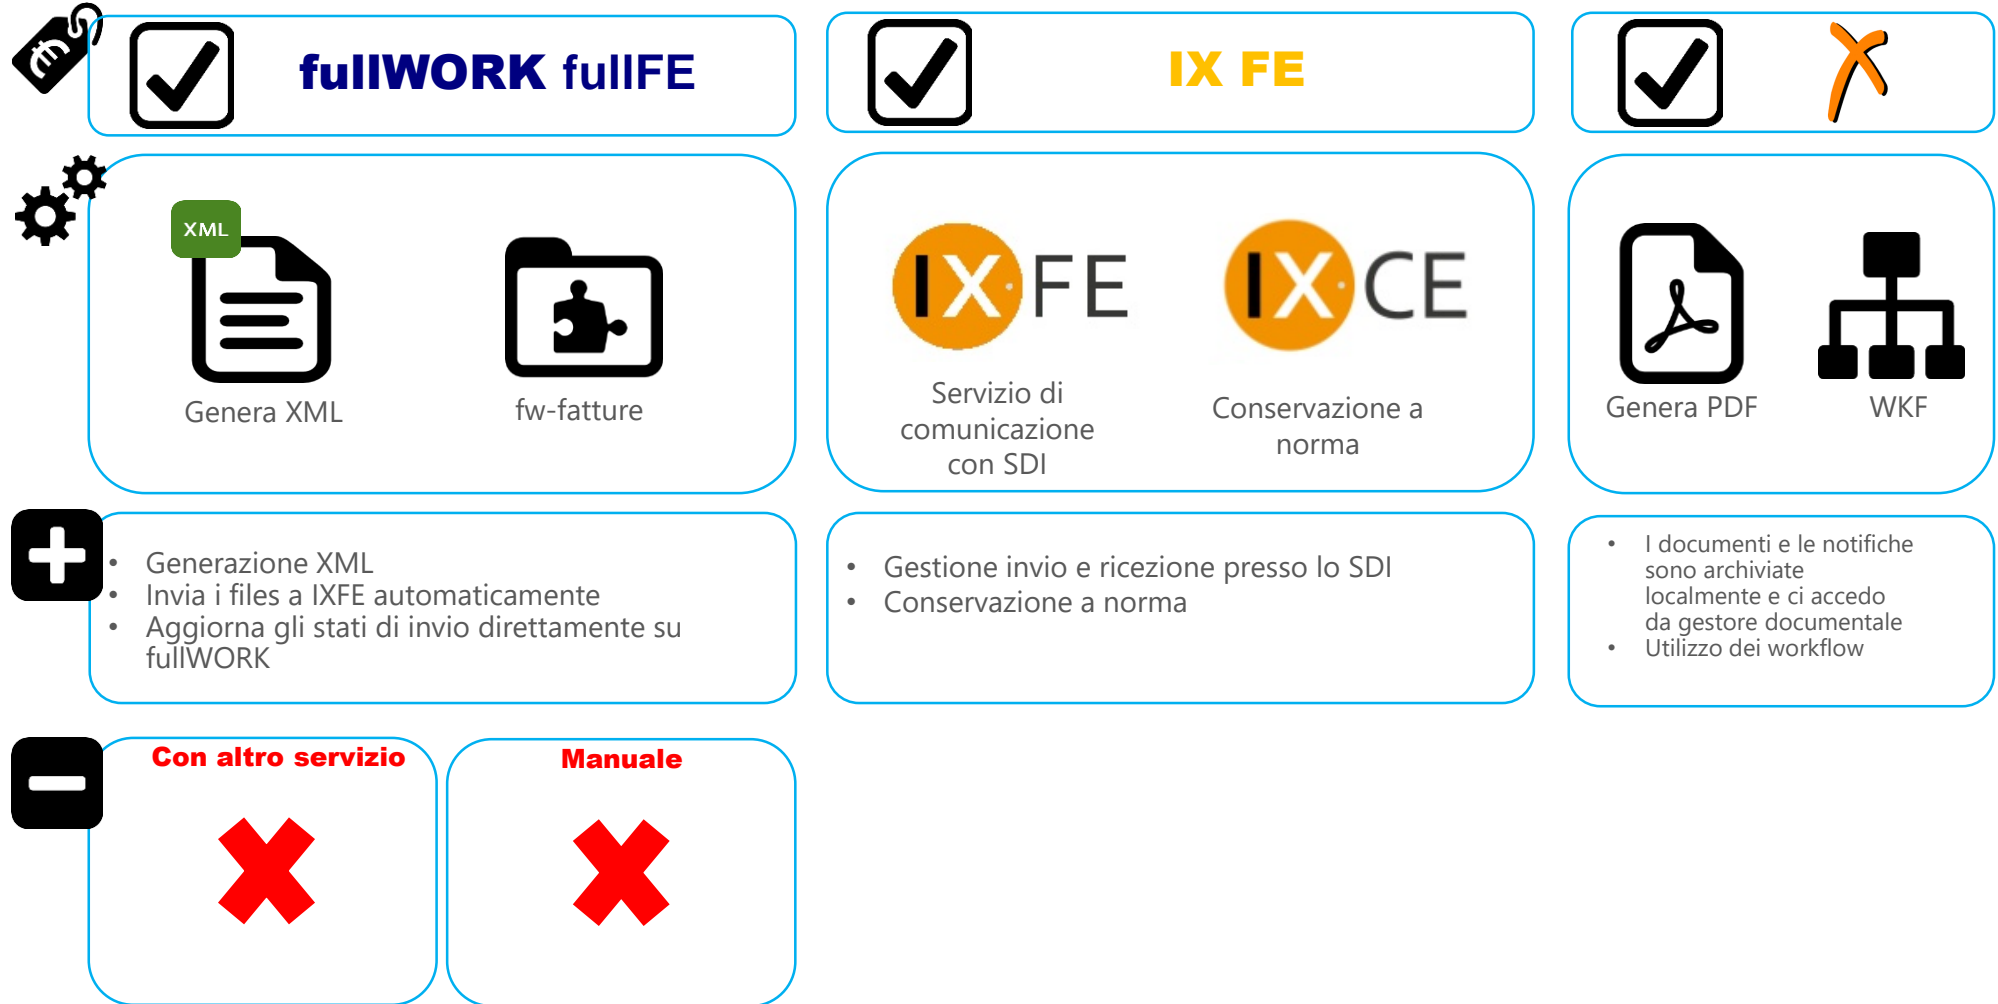 fullWORK fullFE
IX FE
XML
Genera XML
fw-fatture
IX·FE
Servizio di
comunicazione
con SDI
IX·CE
Conservazione a
norma
Genera PDF
WKF
• Generazione XML
• Invia i files a IXFE automaticamente
• Aggiorna gli stati di invio direttamente su
fullWORK
• Gestione invio e ricezione presso lo SDI
• Conservazione a norma
• I documenti e le notifiche
sono archiviate
localmente e ci accedo
da gestore documentale
• Utilizzo dei workflow
Con altro servizio
Manuale